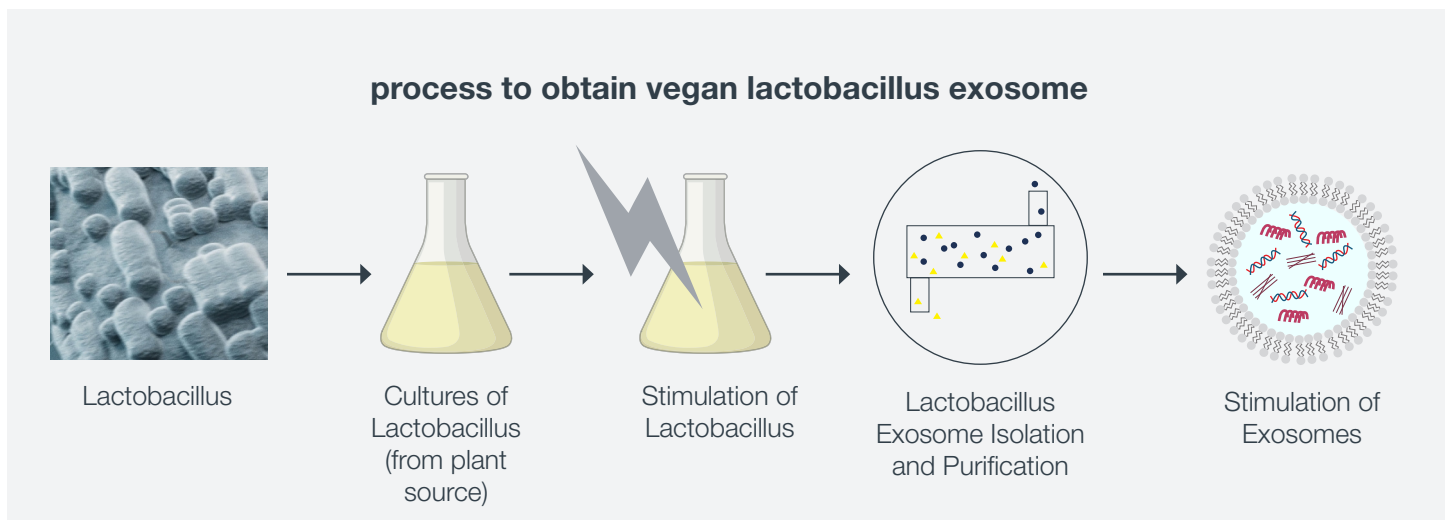 process to obtain vegan lactobacillus exosome
Lactobacillus
Cultures of
Lactobacillus
(from plant
source)
Stimulation of
Lactobacillus
Lactobacillus
Exosome Isolation
and Purification
Stimulation of
Exosomes